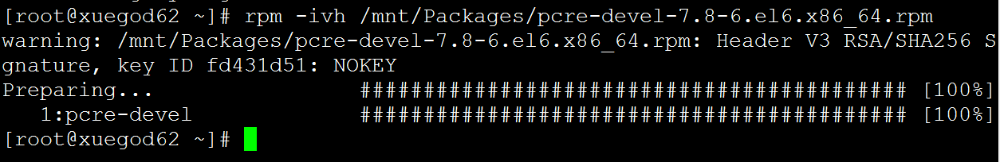 [root@xuegod62 ~]# rpm -ivh /mnt/Packages/pcre-devel-7.8-6.el6.x86_64.rpm
warning: /mnt/Packages/pcre-devel-7.8-6.el6.x86_64.rpm: Header V3 RSA/SHA256 S
gnature, key ID fd431d51: NOKEY
Preparing... ########################################### [100%]
1:pcre-devel ########################################### [100%]
[root@xuegod62 ~]#